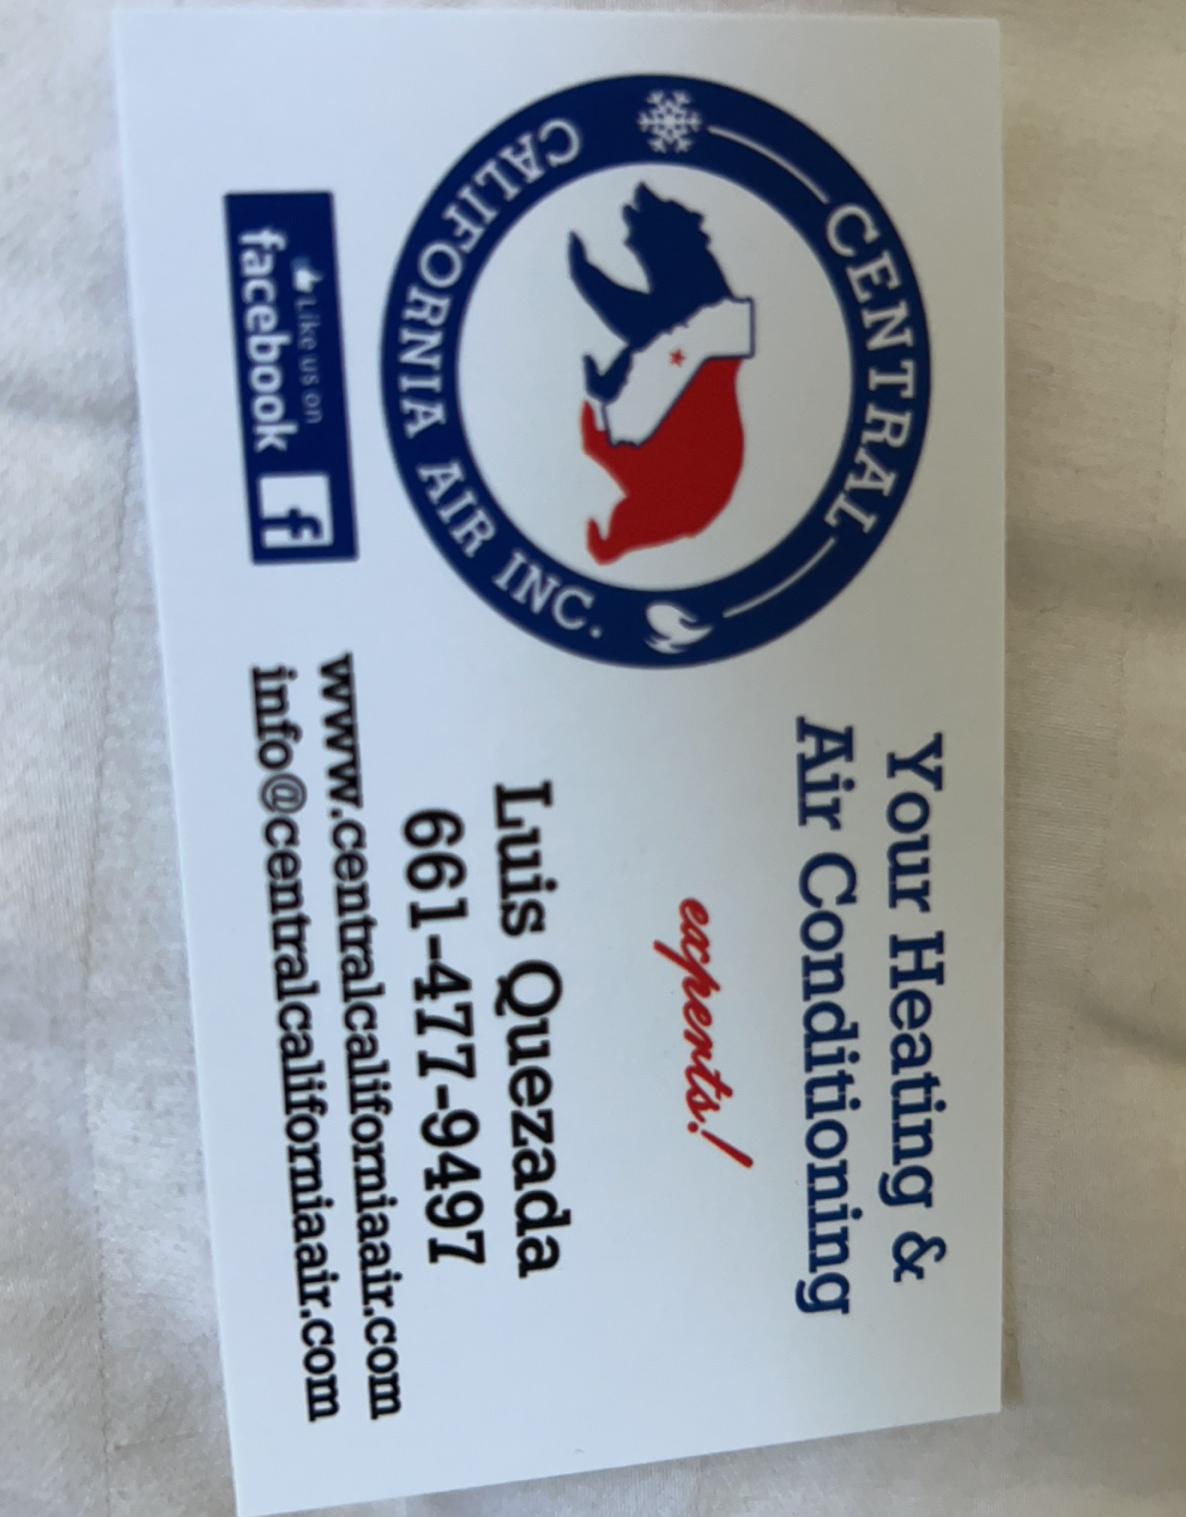 CENTRAL
CALIFORNIA AIR INC.
Your Heating &
Air Conditioning
experts!
Luis Quezada
661-477-9497
www.centralcaliforniaair.com
info@centralcaliforniaair.com
Like us on
facebook f